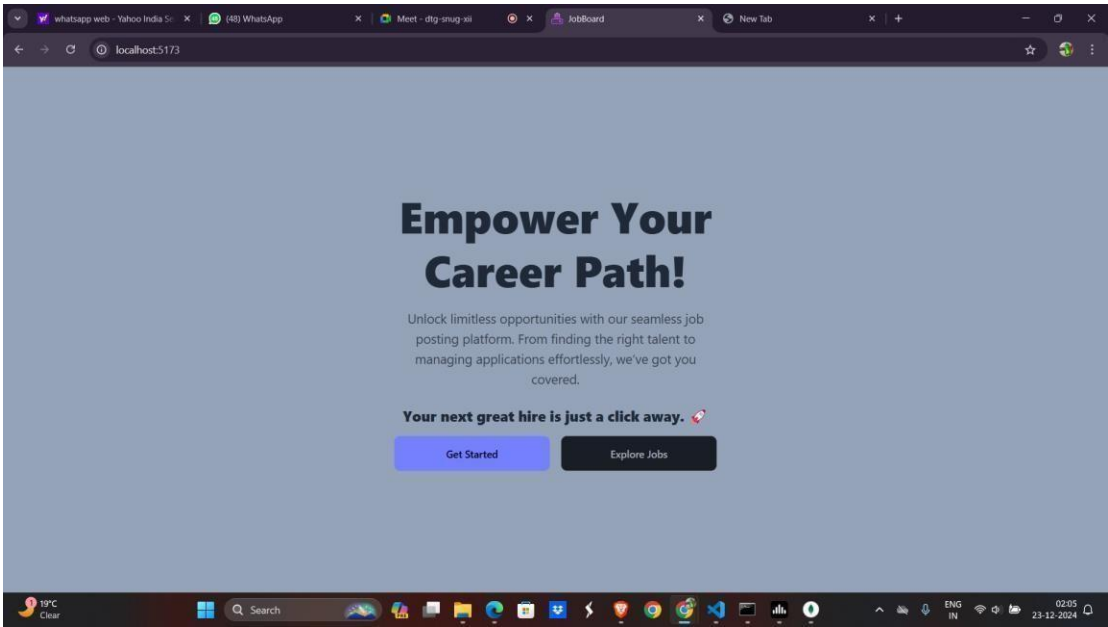 whatsapp web - Yahoo India Se
(48) WhatsApp
Meet - dtg-snug-xii
JobBoard
New Tab
localhost:5173
Empower Your
Career Path!
Unlock limitless opportunities with our seamless job
posting platform. From finding the right talent to
managing applications effortlessly, we've got you
covered.
Your next great hire is just a click away. 🚀
Get Started
Explore Jobs
1
19°C
Clear
Search
ENG
IN
02:05
23-12-2024